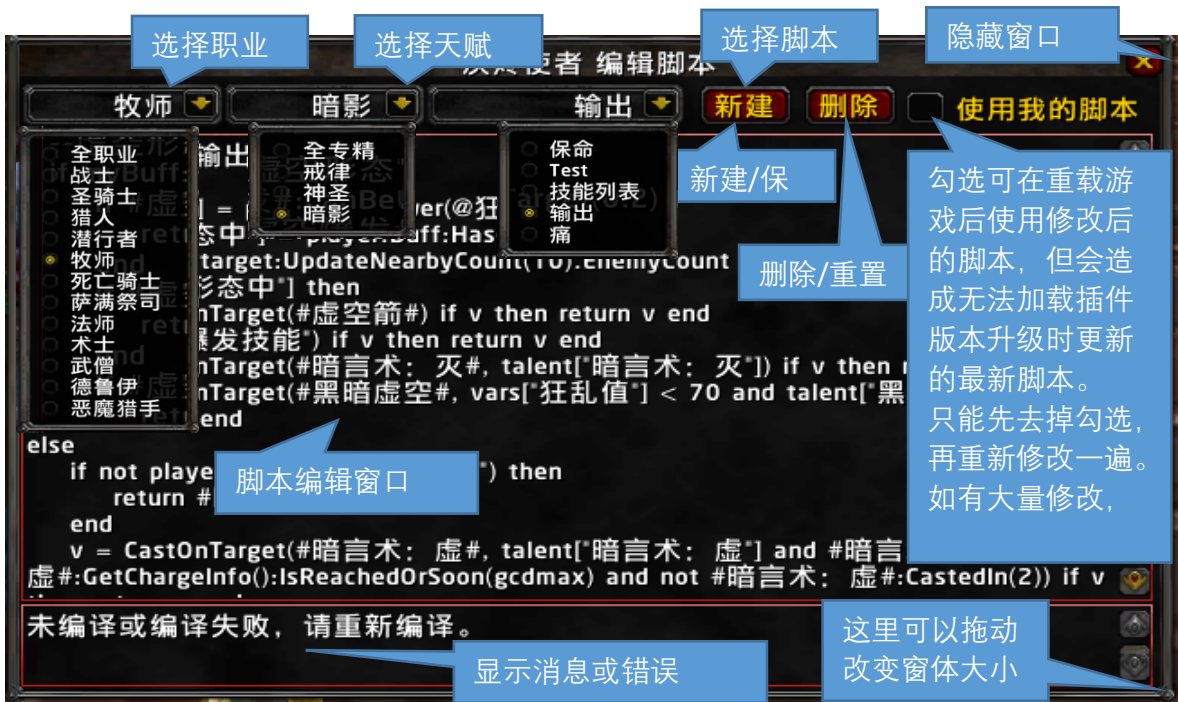 选择职业
选择天赋
选择脚本
隐藏窗口
使者 编辑脚本
牧师
暗影
输出
新建
删除
使用我的脚本
全职业
战士
圣骑士
猎人
潜行者
牧师
死亡骑士
萨满祭司
法师
术士
武僧
德鲁伊
恶魔猎手
全专精
戒律
神圣
暗影
保命
Test
技能列表
输出
痛
新建/保
删除/重置
勾选可在重载游
戏后使用修改后
的脚本，但会造
成无法加载插件
版本升级时更新
的最新脚本。
只能先去掉勾选,
再重新修改一遍。
如有大量修改,
输出
er(@狂
态中"
target:UpdateNearbyCount(10).EnemyCount
形态中"] then
nTarget(#虚空箭#) if v then return v end
爆发技能") if v then return v end
nTarget(#暗言术：灭#, talent["暗言术：灭"]) if v then
nTarget(#黑暗虚空#, vars["狂乱值"] < 70 and talent["黑
end
else
if not playe
") then
return #
end
v = CastOnTarget(#暗言术：虚#, talent["暗言术：虚"] and #暗言
虚#:GetChargeInfo():IsReachedOrSoon(gcdmax) and not #暗言术：虚#:CastedIn(2)) if v
脚本编辑窗口
未编译或编译失败，请重新编译。
显示消息或错误
这里可以拖动
改变窗体大小